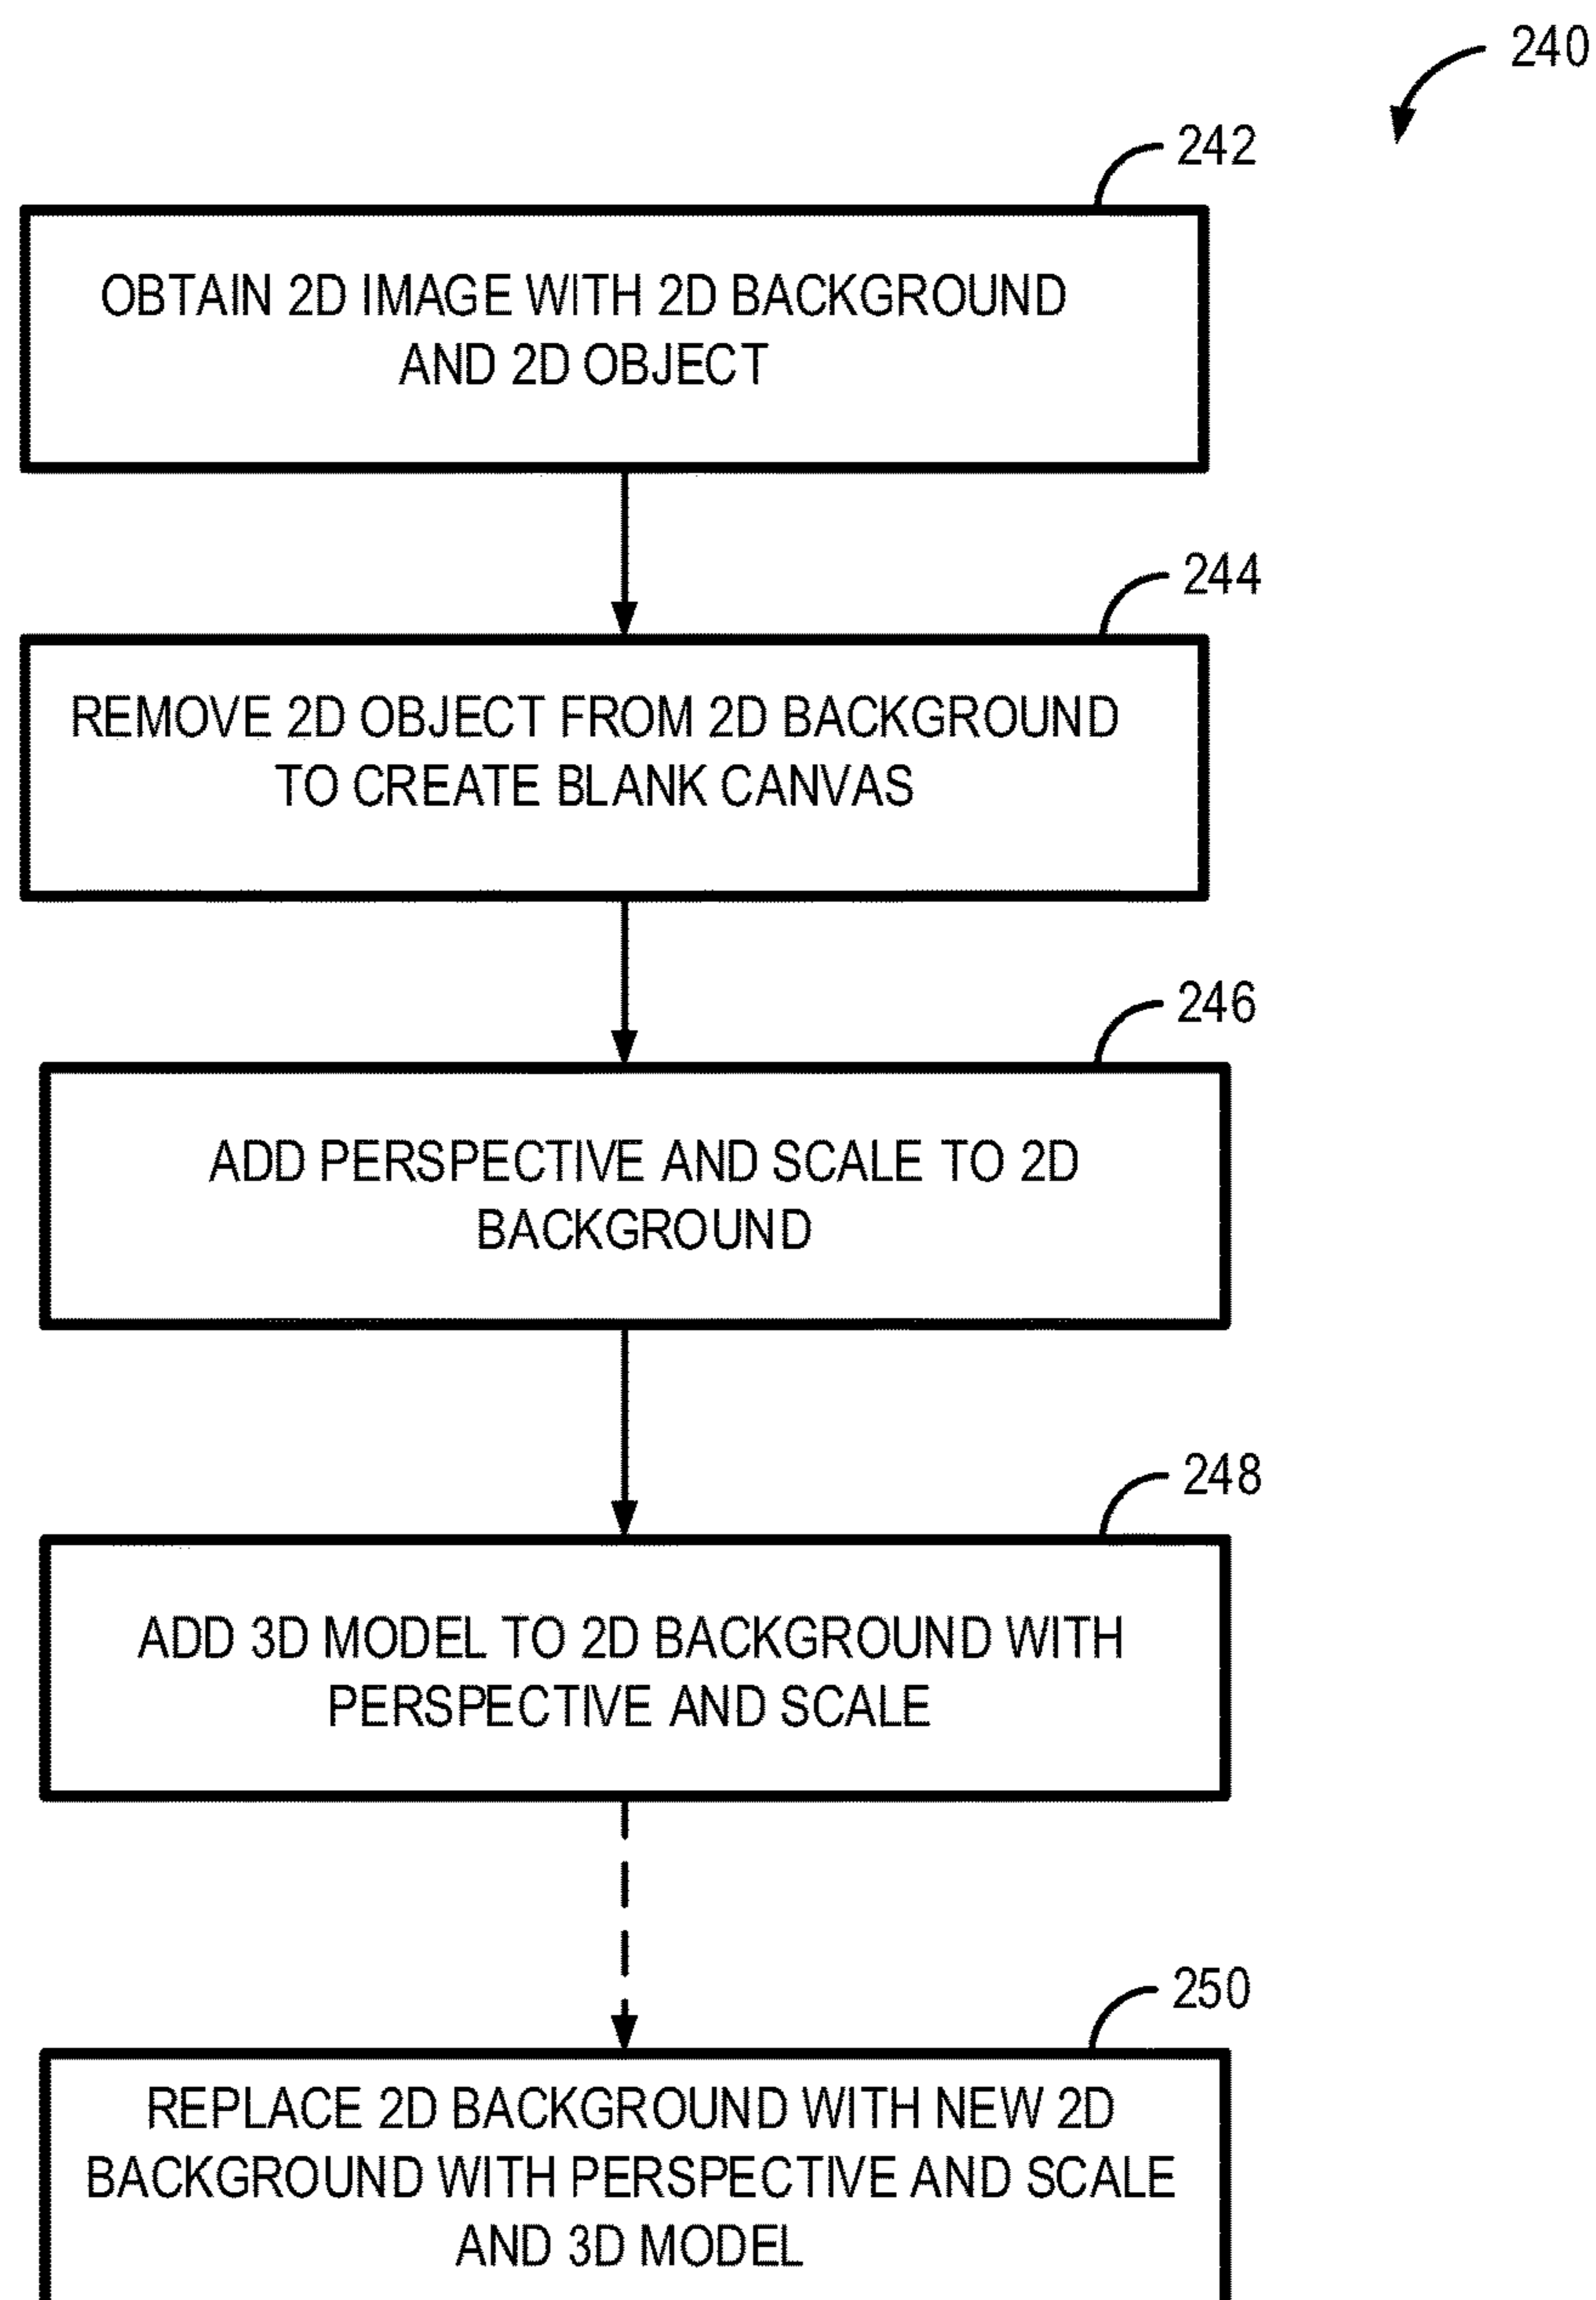 240
242
OBTAIN 2D IMAGE WITH 2D BACKGROUND
AND 2D OBJECT
244
REMOVE 2D OBJECT FROM 2D BACKGROUND
TO CREATE BLANK CANVAS
246
ADD PERSPECTIVE AND SCALE TO 2D
BACKGROUND
248
ADD 3D MODEL TO 2D BACKGROUND WITH
PERSPECTIVE AND SCALE
250
REPLACE 2D BACKGROUND WITH NEW 2D
BACKGROUND WITH PERSPECTIVE AND SCALE
AND 3D MODEL